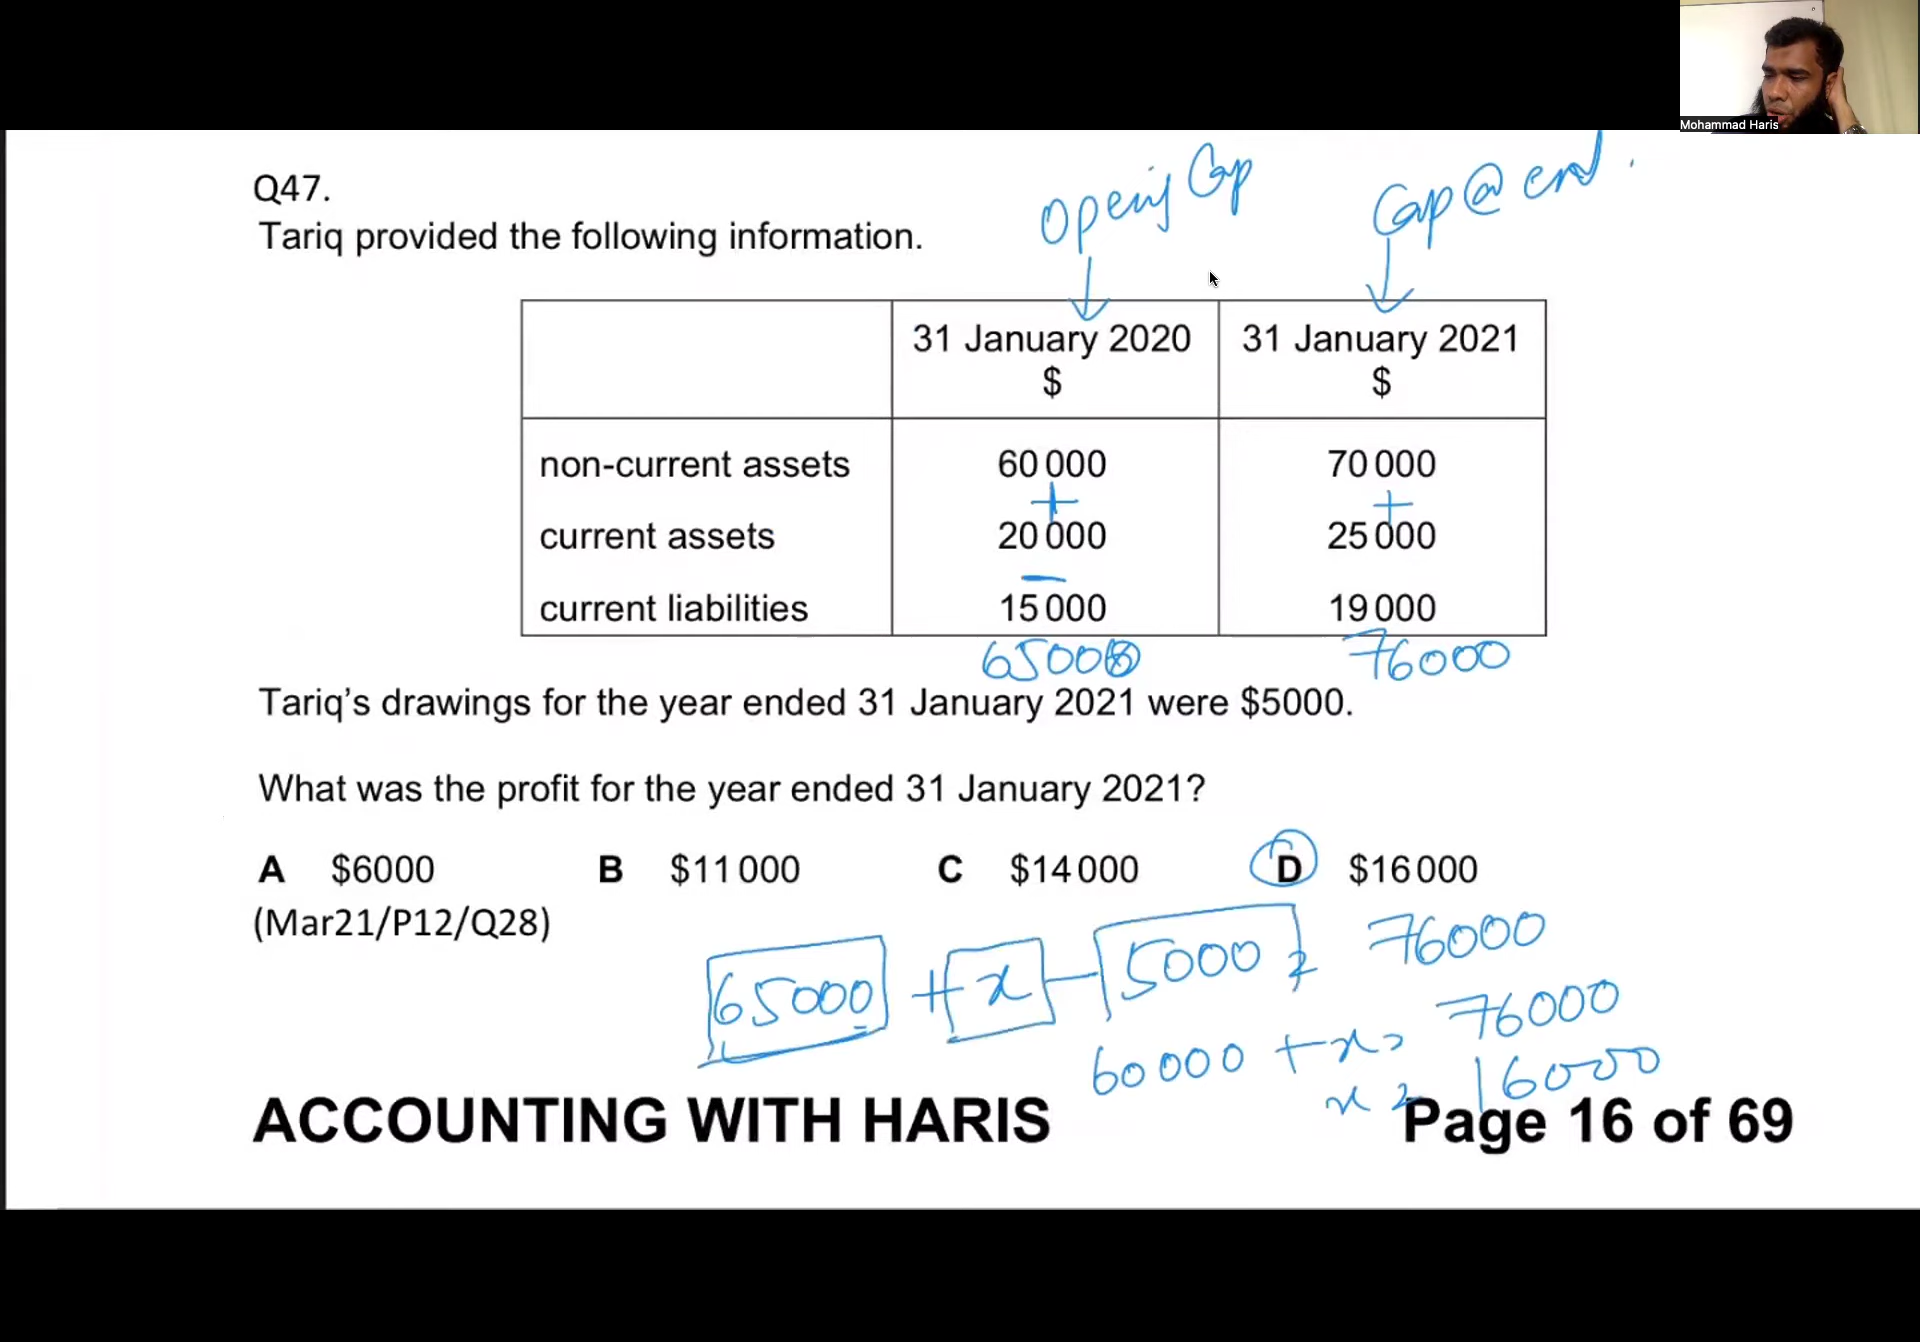 Mohammad Haris
Opening Cap
Cap @ end.
Q47.
Tariq provided the following information.
31 January 2020 31 January 2021
$ $
non-current assets 60 000 70 000
+ +
current assets 20 000 25 000
–
current liabilities 15 000 19 000
65000 76000
Tariq’s drawings for the year ended 31 January 2021 were $5000.
What was the profit for the year ended 31 January 2021?
A $6000 B $11 000 C $14 000 D $16 000
(Mar21/P12/Q28)
65000 + x – 5000 = 76000
60000 + x = 76000
x = 16000
ACCOUNTING WITH HARIS Page 16 of 69